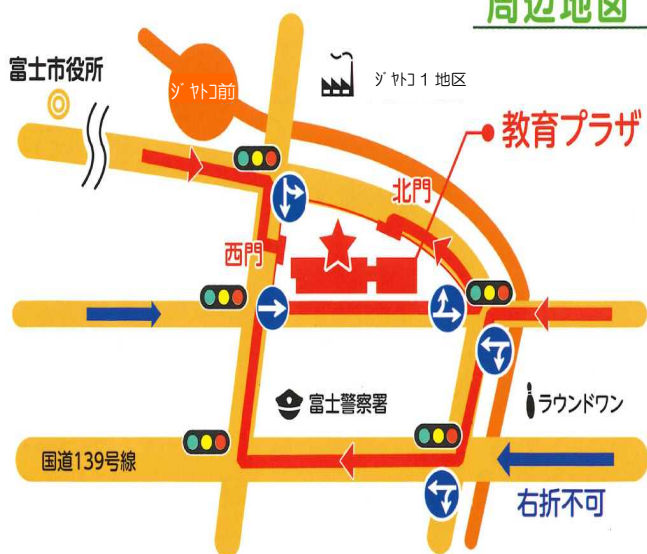 周辺地図
富士市役所
ジヤトコ前
ジヤトコ1地区
教育プラザ
北門
西門
富士警察署
ラウンドワン
国道139号線
右折不可